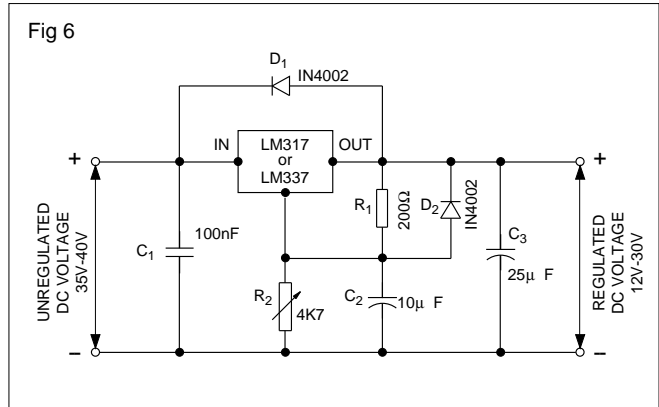 Fig 6
D1
IN4002
IN
LM317
or
LM337
OUT
+
+
UNREGULATED
DC VOLTAGE
35V-40V
C1
100nF
R1
200Ω
D2
IN4002
C3
25µ F
R2
4K7
C2
10µ F
REGULATED
DC VOLTAGE
12V-30V
–
–